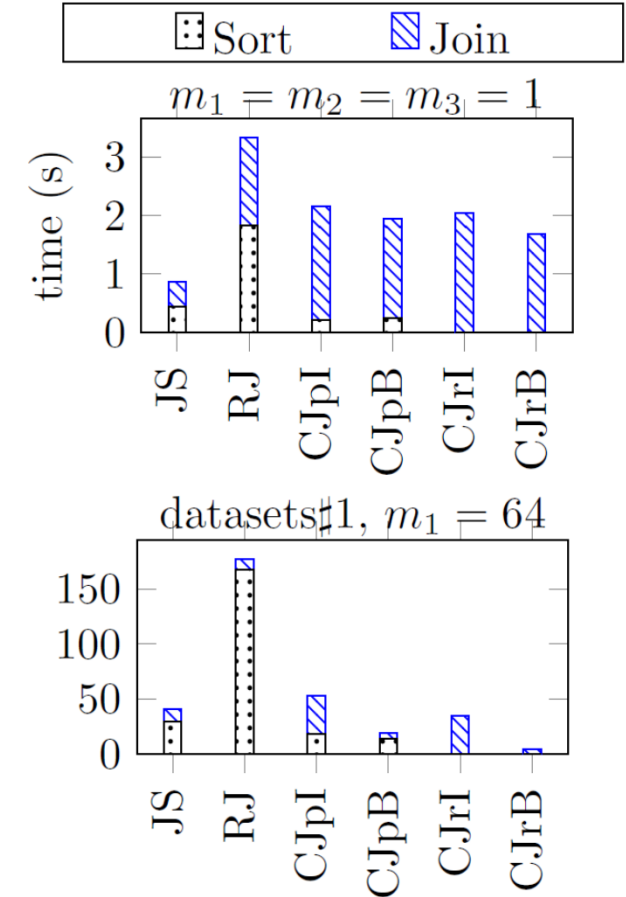 Sort Join
m₁ = m₂ = m₃ = 1
time (s)
3
2
1
0
JS RJ CJpI CJpB CJrI CJrB
datasets♯1, m₁ = 64
150
100
50
0
JS RJ CJpI CJpB CJrI CJrB